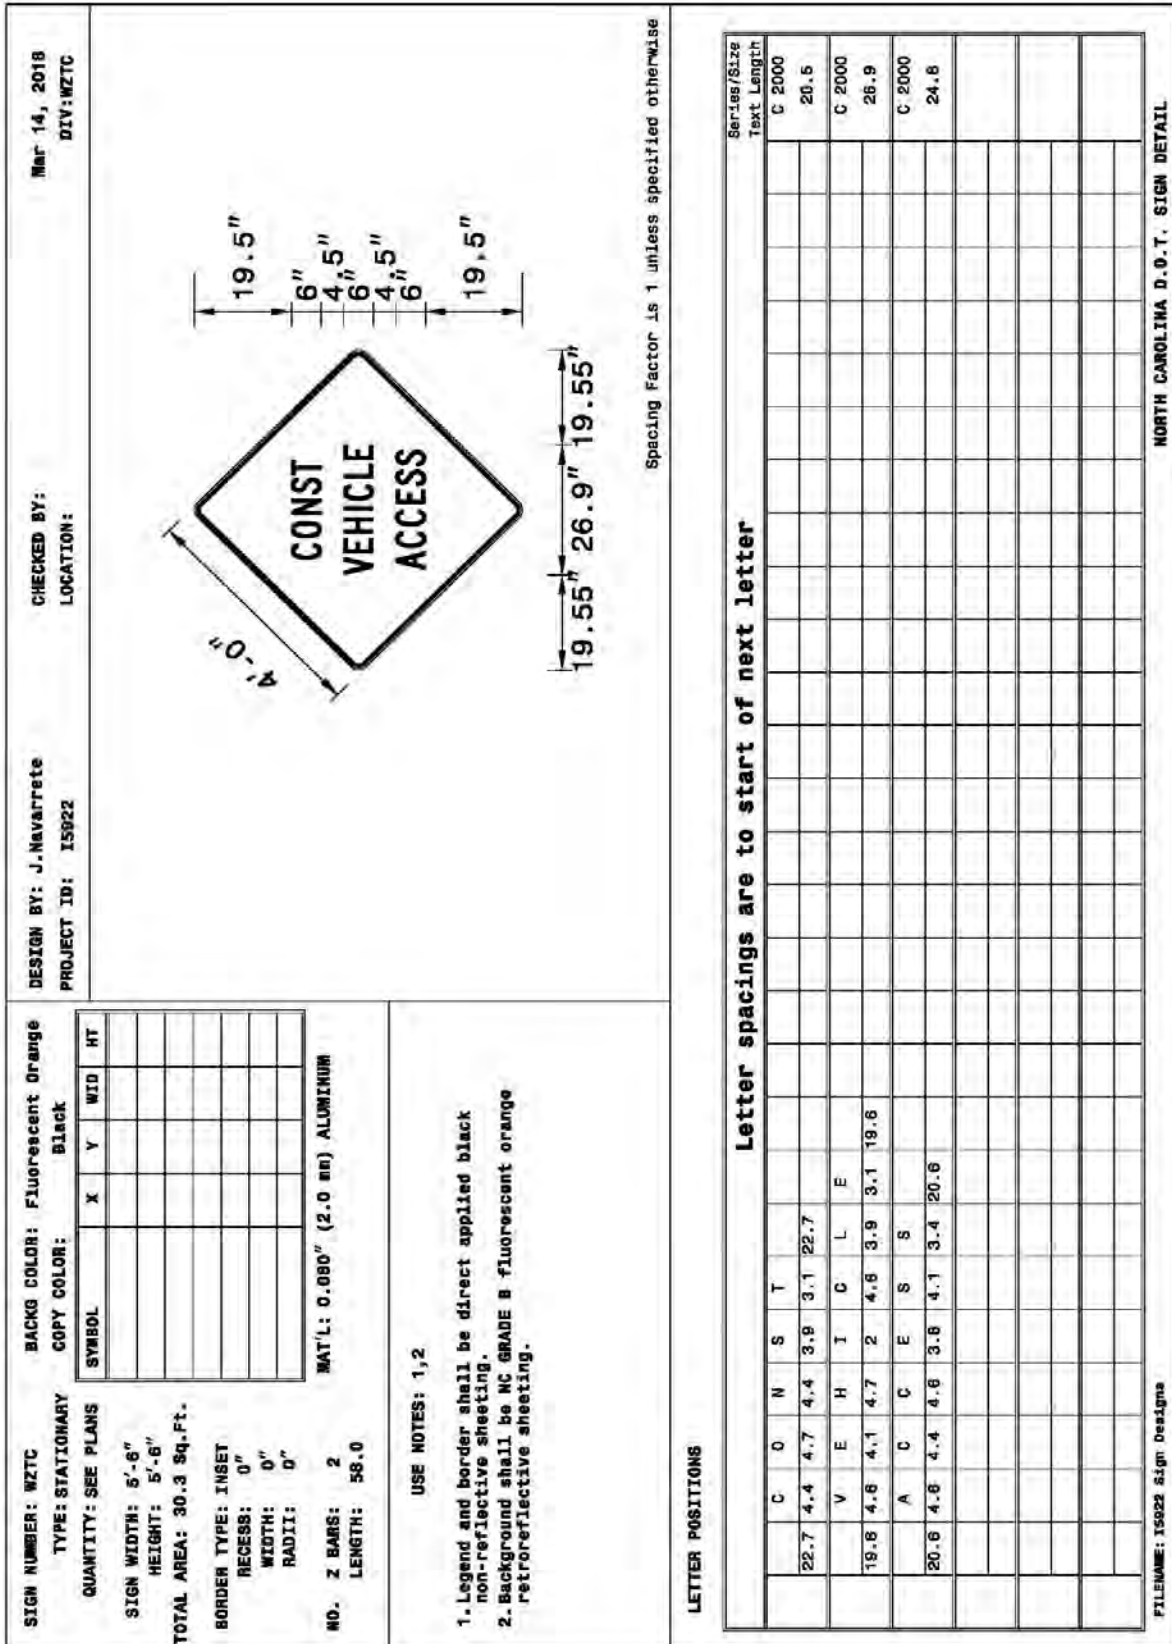 SIGN NUMBER: WZTC
TYPE: STATIONARY
QUANTITY: SEE PLANS
SIGN WIDTH: 5'-6"
HEIGHT: 5'-6"
TOTAL AREA: 30.3 Sq.Ft.
BORDER TYPE: INSET
RECESS: 0"
WIDTH: 0"
RADII: 0"
NO. Z BARS: 2
LENGTH: 58.0
BACKG COLOR: Fluorescent Orange
COPY COLOR: Black
SYMBOL X Y WID HT
MAT'L: 0.080" (2.0 mm) ALUMINUM
USE NOTES: 1,2
1. Legend and border shall be direct applied black
non-reflective sheeting.
2. Background shall be NC GRADE B fluorescent orange
retroreflective sheeting.
DESIGN BY: J.Navarrete
PROJECT ID: I5922
CHECKED BY:
LOCATION:
Mar 14, 2018
DIV:WZTC
4'-0"
CONST
VEHICLE
ACCESS
19.5"
6"
4.5"
6"
4.5"
6"
19.5"
19.55" 26.9" 19.55"
Spacing Factor is 1 unless specified otherwise
LETTER POSITIONS
Letter spacings are to start of next letter
Series/Size
Text Length
C O N S T C 2000
22.7 4.4 4.7 4.4 3.9 3.1 22.7 20.5
V E H I C L E C 2000
19.6 4.6 4.1 4.7 2 4.6 3.9 3.1 19.6 26.9
A C C E S S C 2000
20.6 4.6 4.4 4.6 3.8 4.1 3.4 20.6 24.8
FILENAME: I5922 Sign Designs
NORTH CAROLINA D.O.T. SIGN DETAIL